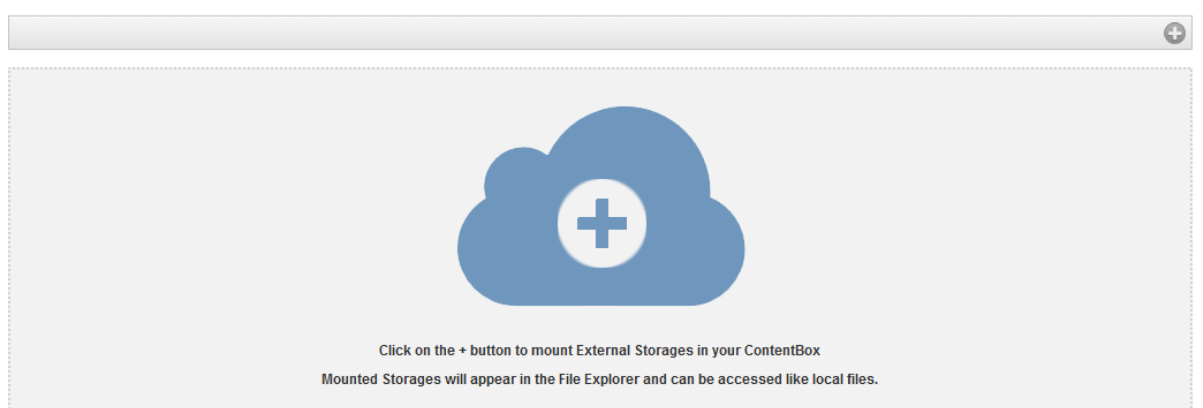 Click on the + button to mount External Storages in your ContentBox
Mounted Storages will appear in the File Explorer and can be accessed like local files.